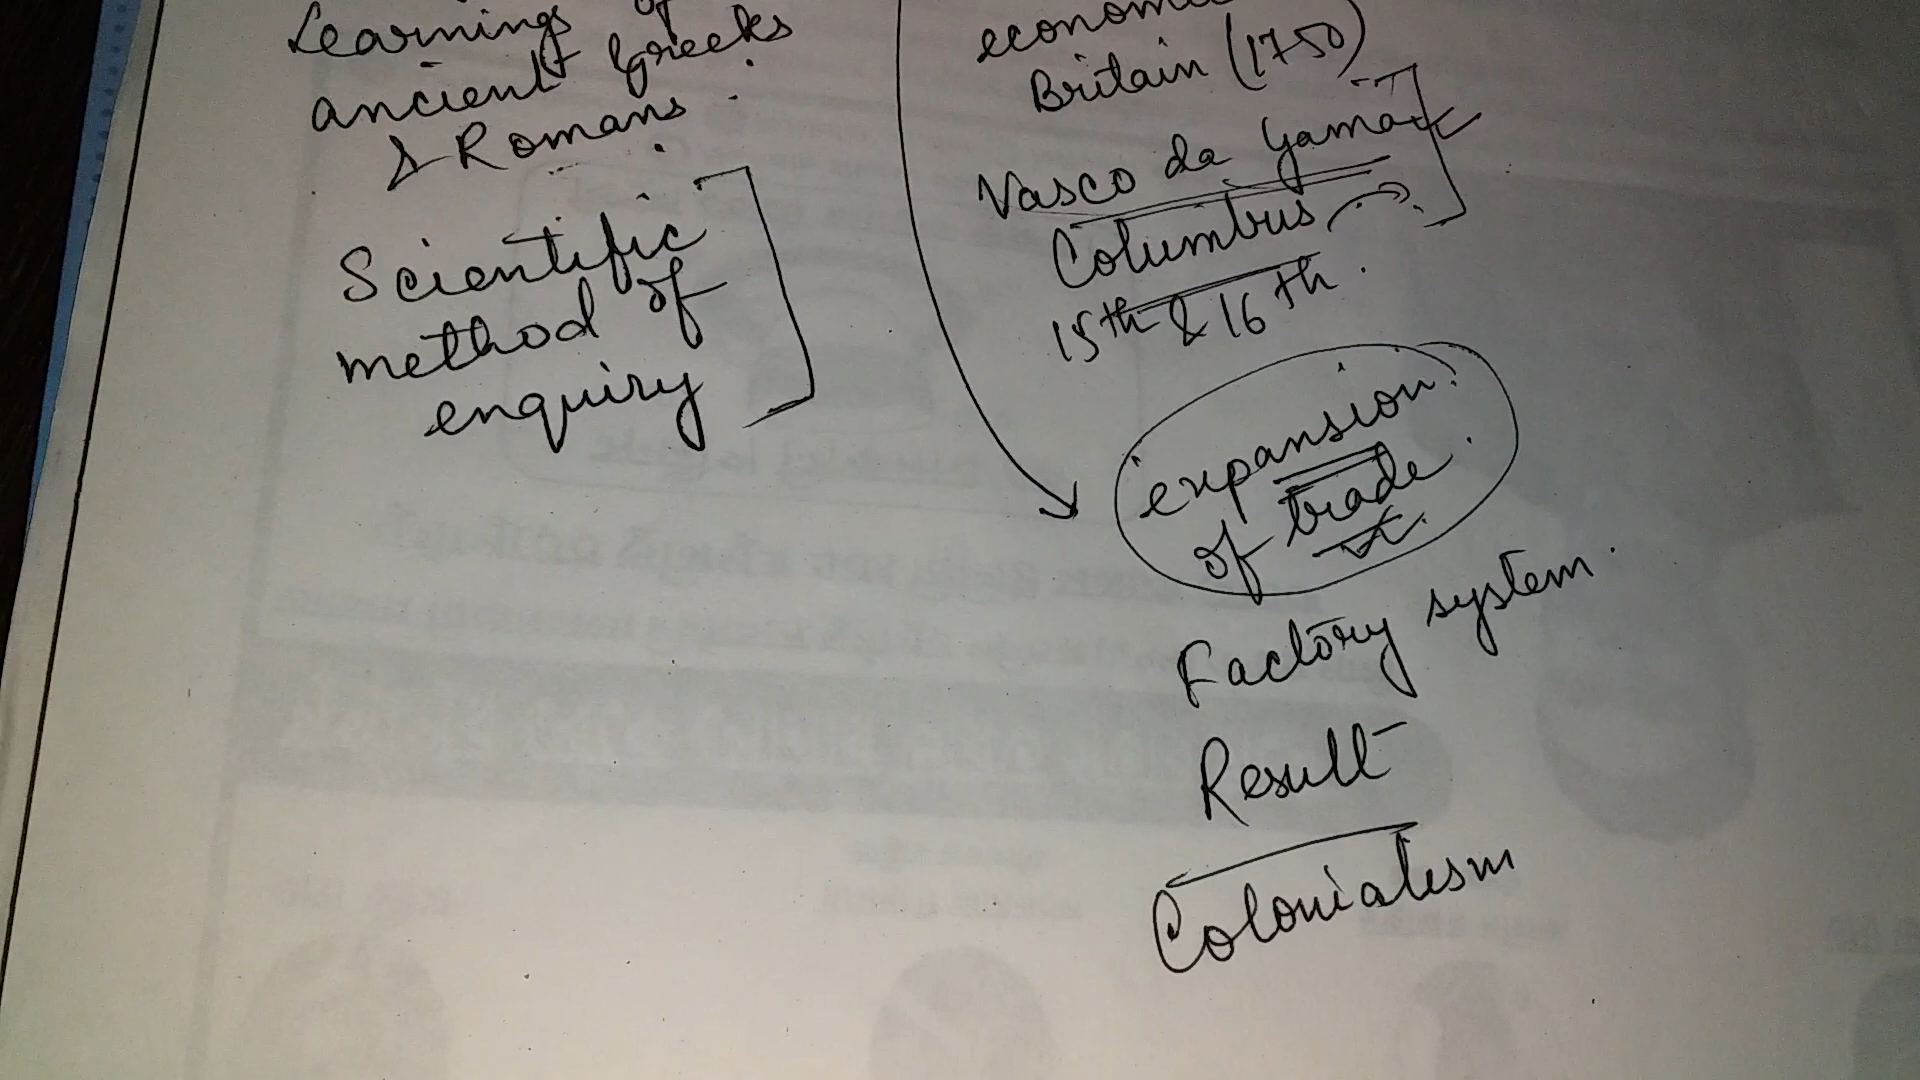 Learnings of
ancient Greeks
& Romans.
Scientific
method of
enquiry
economic
Britain (1750)
Vasco da Gama
Columbus
15th & 16th.
expansion
of trade.
Factory system.
Result
Colonialism